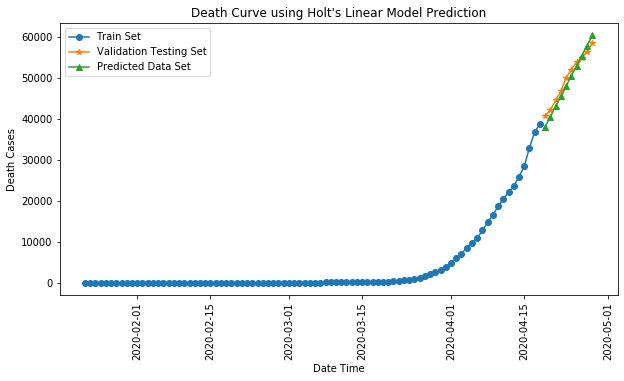 Death Curve using Holt's Linear Model Prediction
Train Set
Validation Testing Set
Predicted Data Set
60000
50000
40000
30000
20000
10000
0
Death Cases
2020-02-01
2020-02-15
2020-03-01
2020-03-15
2020-04-01
2020-04-15
2020-05-01
Date Time